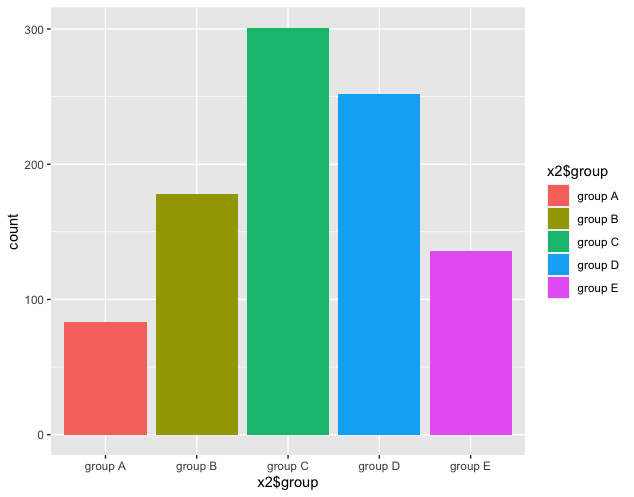 300
200
100
0
count
group A
group B
group C
group D
group E
x2$group
x2$group
group A
group B
group C
group D
group E